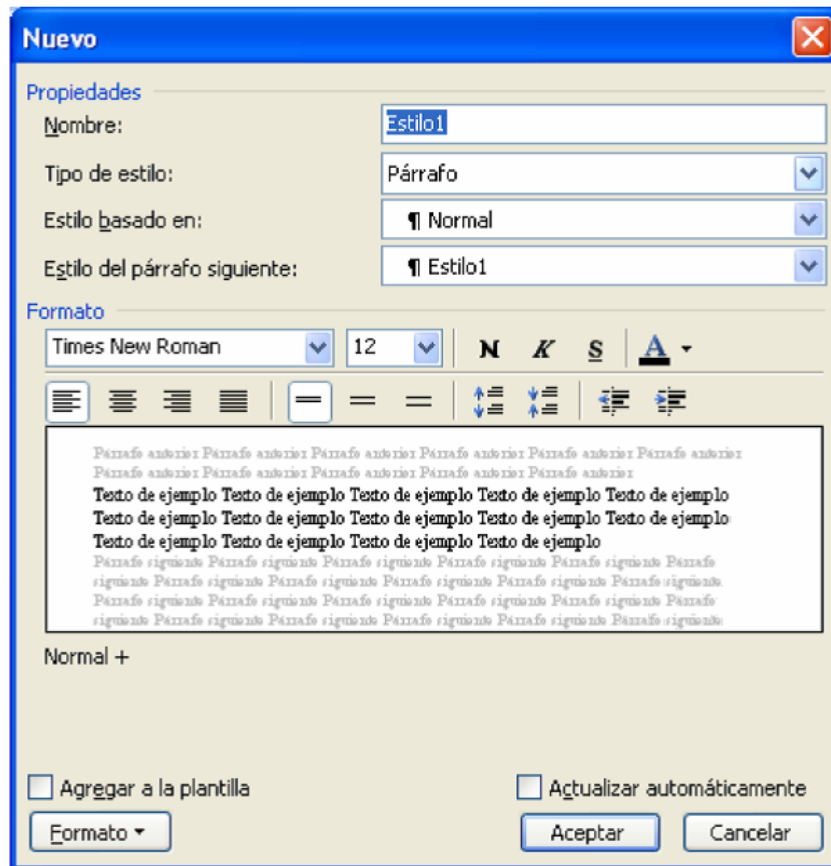 Nuevo
Propiedades
Nombre: Estilo1
Tipo de estilo: Párrafo
Estilo basado en: ¶ Normal
Estilo del párrafo siguiente: ¶ Estilo1
Formato
Times New Roman 12 N K S A
Párrafo anterior Párrafo anterior Párrafo anterior Párrafo anterior Párrafo anterior Párrafo anterior
Párrafo anterior Párrafo anterior Párrafo anterior Párrafo anterior Párrafo anterior
Texto de ejemplo Texto de ejemplo Texto de ejemplo Texto de ejemplo Texto de ejemplo
Texto de ejemplo Texto de ejemplo Texto de ejemplo Texto de ejemplo Texto de ejemplo
Texto de ejemplo Texto de ejemplo Texto de ejemplo Texto de ejemplo
Párrafo siguiente Párrafo siguiente Párrafo siguiente Párrafo siguiente Párrafo siguiente Párrafo
siguiente Párrafo siguiente Párrafo siguiente Párrafo siguiente Párrafo siguiente Párrafo siguiente
Párrafo siguiente Párrafo siguiente Párrafo siguiente Párrafo siguiente Párrafo siguiente Párrafo
siguiente Párrafo siguiente Párrafo siguiente Párrafo siguiente Párrafo siguiente Párrafo siguiente
Normal +
Agregar a la plantilla Actualizar automáticamente
Formato Aceptar Cancelar